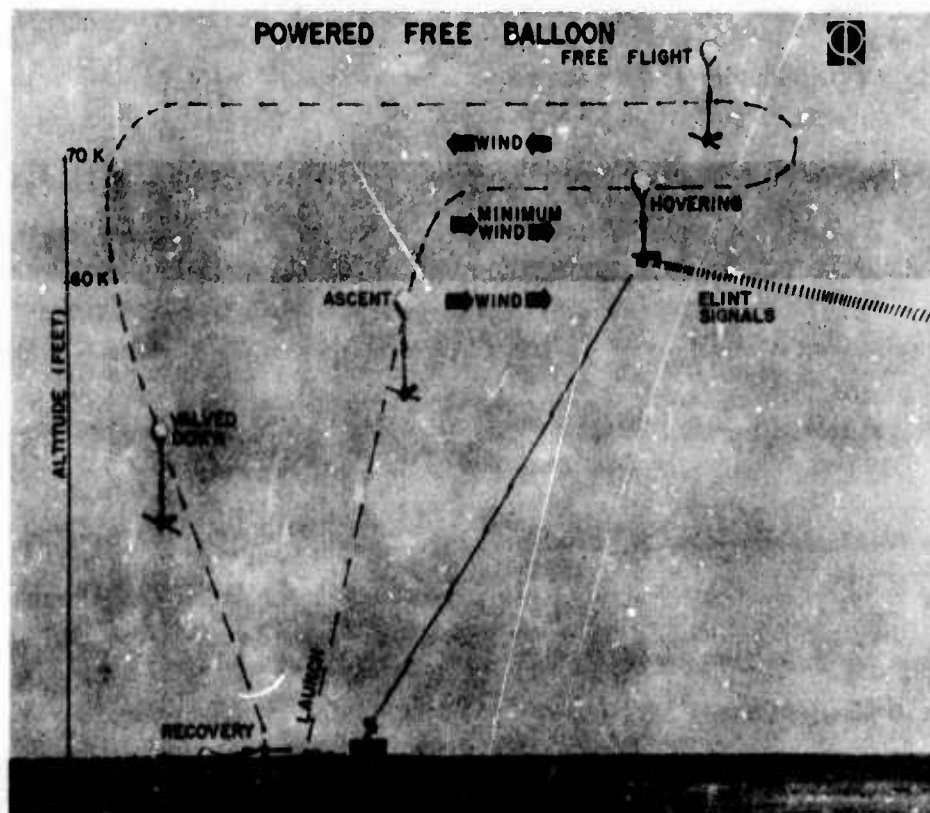 POWERED FREE BALLOON
FREE FLIGHT
WIND
70 K
HOVERING
MINIMUM
WIND
60 K
ASCENT
WIND
ELINT
SIGNALS
ALTITUDE (FEET)
VALVED
DOWN
LAUNCH
RECOVERY